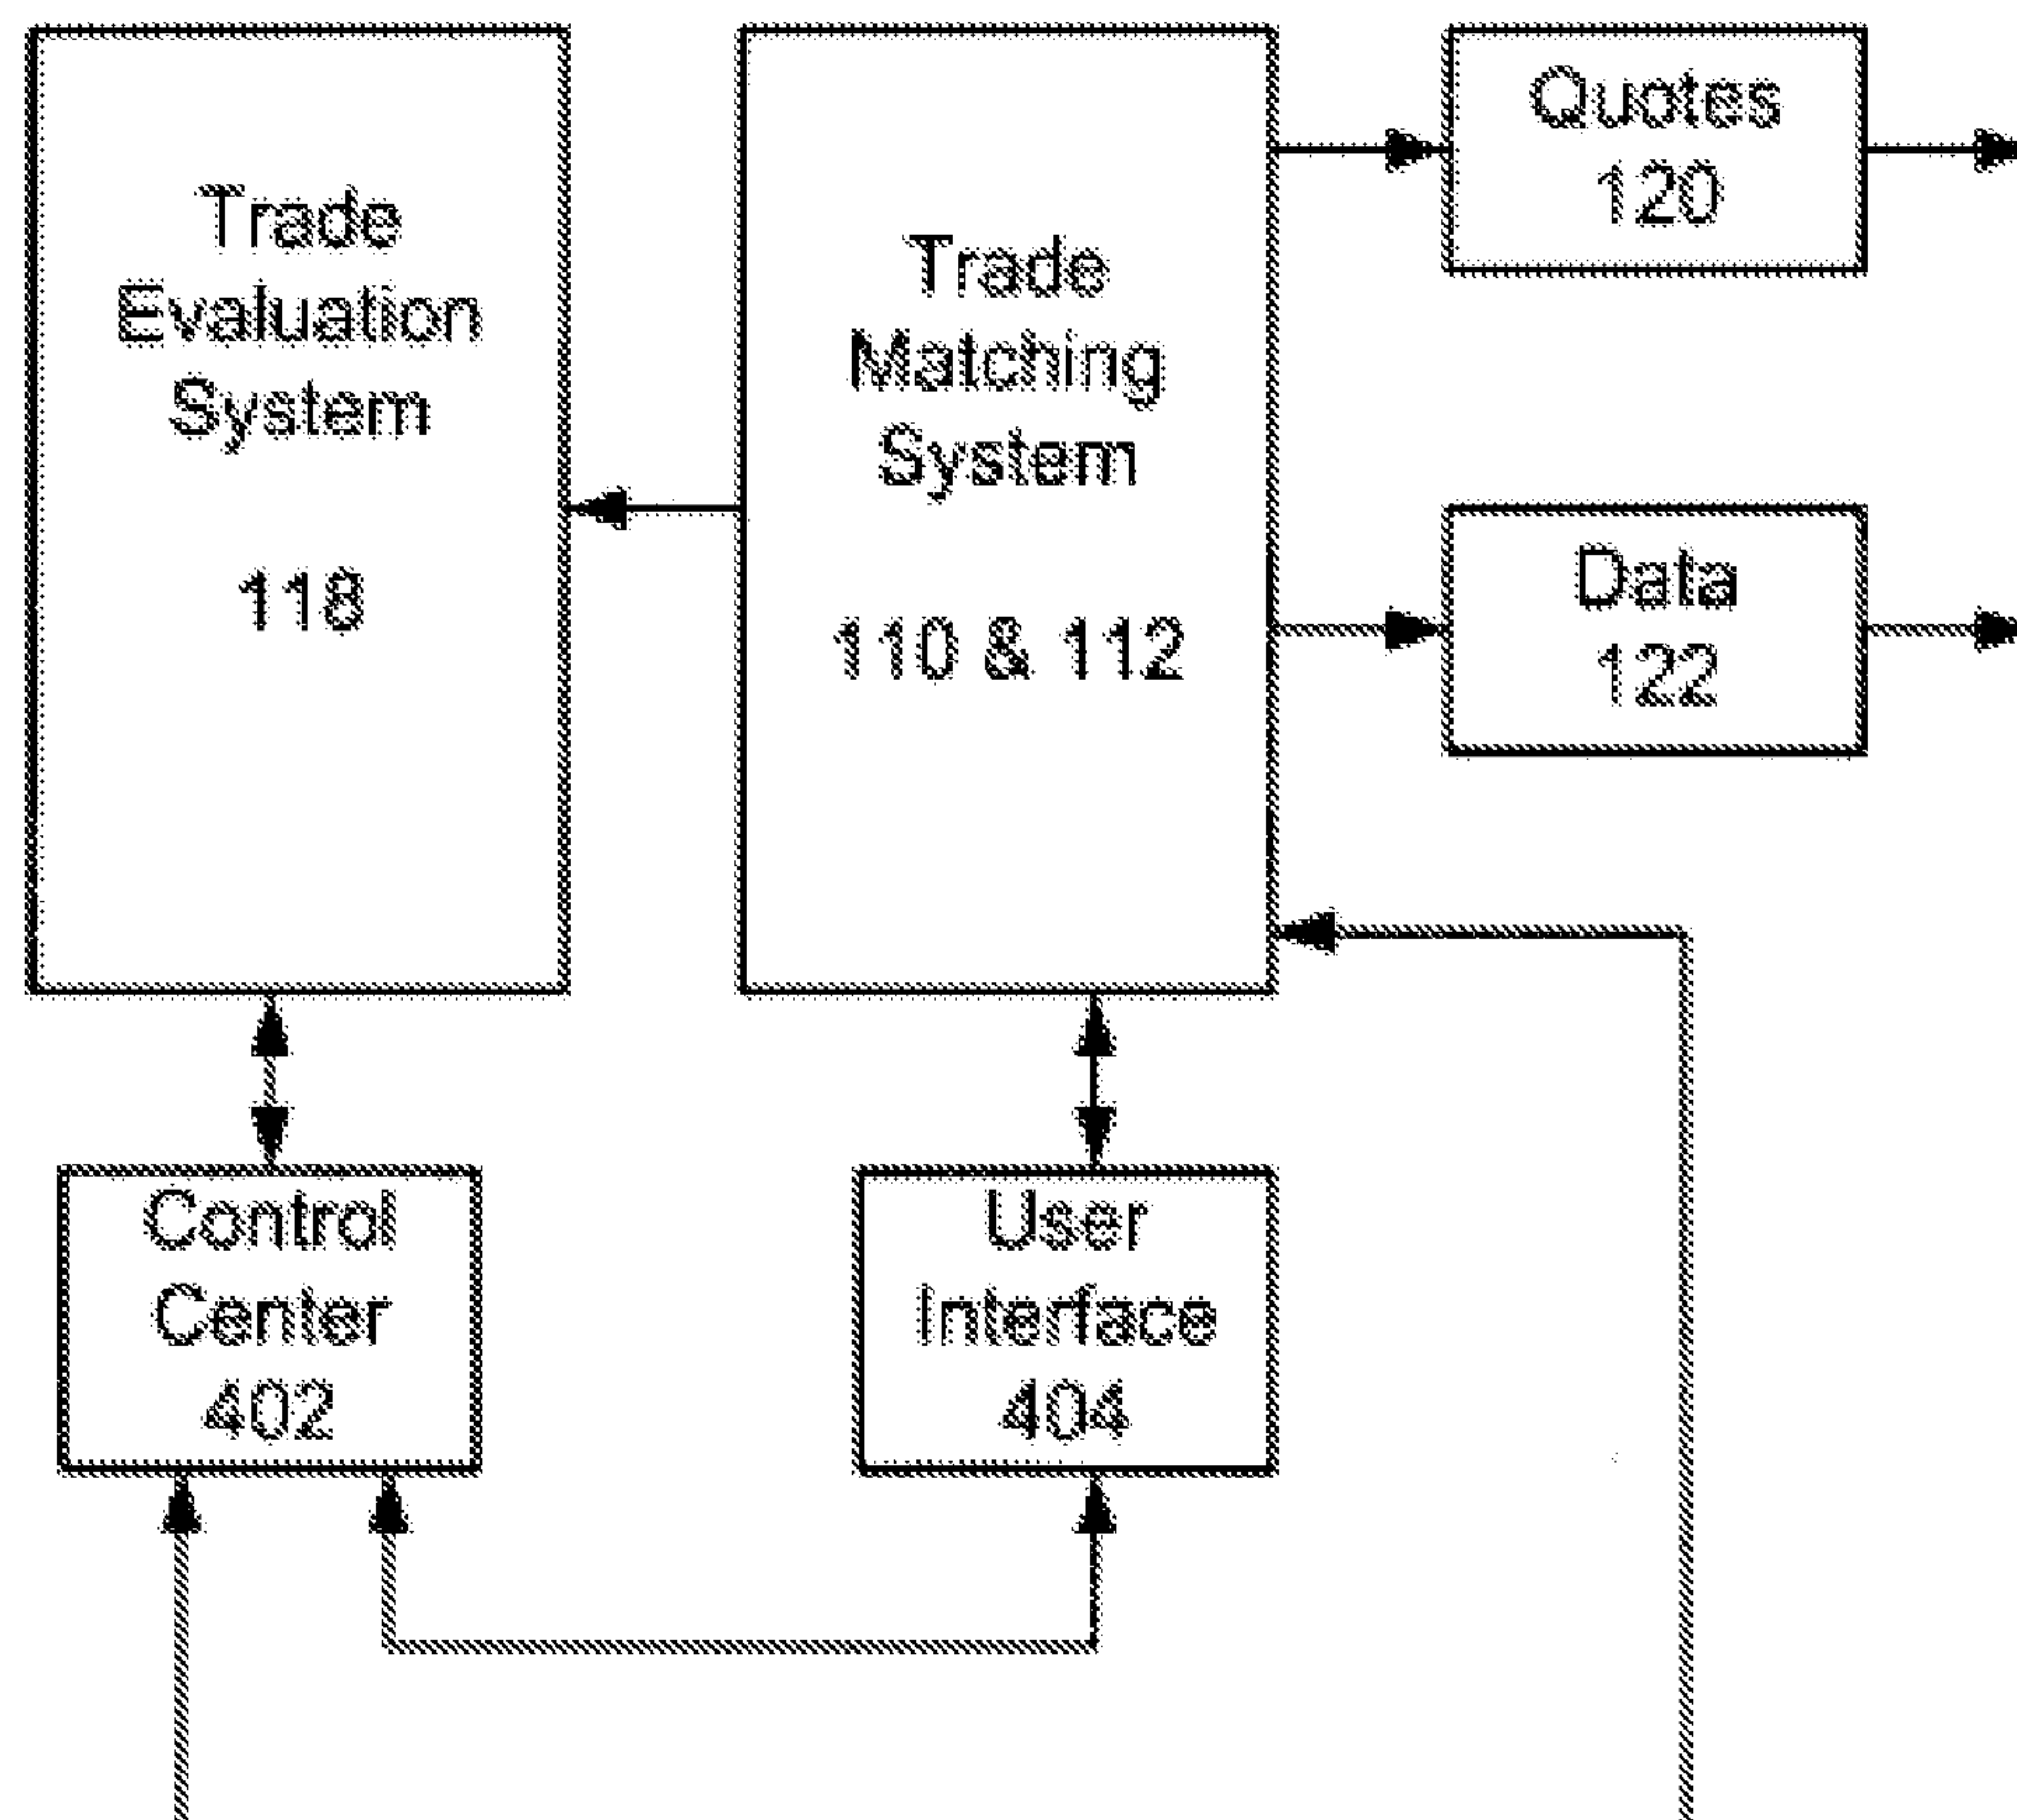 Trade
Evaluation
System
118
Trade
Matching
System
110 & 112
Quotes
120
Data
122
Control
Center
402
User
Interface
404